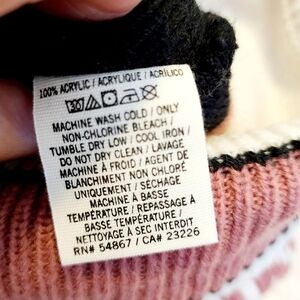 100% ACRYLIC / ACRYLIQUE / ACRÍLICO
30
MACHINE WASH COLD / ONLY
NON-CHLORINE BLEACH /
TUMBLE DRY LOW / COOL IRON /
DO NOT DRY CLEAN / LAVAGE
MACHINE À FROID / AGENT DE
BLANCHIMENT NON CHLORÉ
UNIQUEMENT / SÉCHAGE
MACHINE À BASSE
TEMPÉRATURE / REPASSAGE À
BASSE TEMPÉRATURE /
NETTOYAGE À SEC INTERDIT
RN# 54867 / CA# 23226